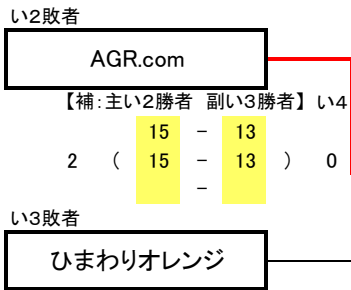 い2敗者
AGR.com
【補:主い2勝者 副い3勝者】 い4
15 - 13
2 ( 15 - 13 ) 0
-
い3敗者
ひまわりオレンジ